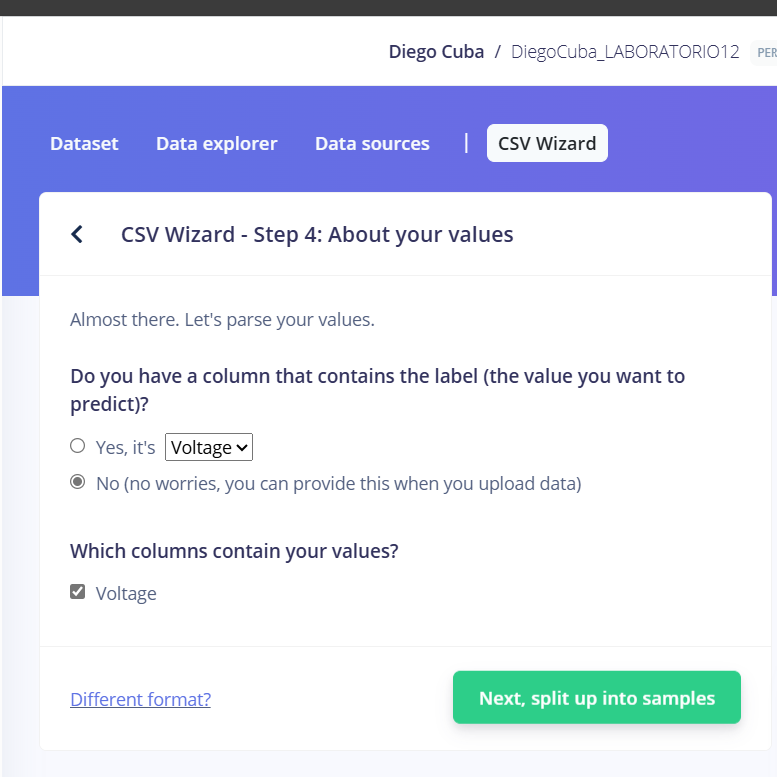 Diego Cuba / DiegoCuba_LABORATORIO12 PER
Dataset Data explorer Data sources | CSV Wizard
CSV Wizard - Step 4: About your values
Almost there. Let's parse your values.
Do you have a column that contains the label (the value you want to
predict)?
Yes, it's Voltage
No (no worries, you can provide this when you upload data)
Which columns contain your values?
Voltage
Different format? Next, split up into samples